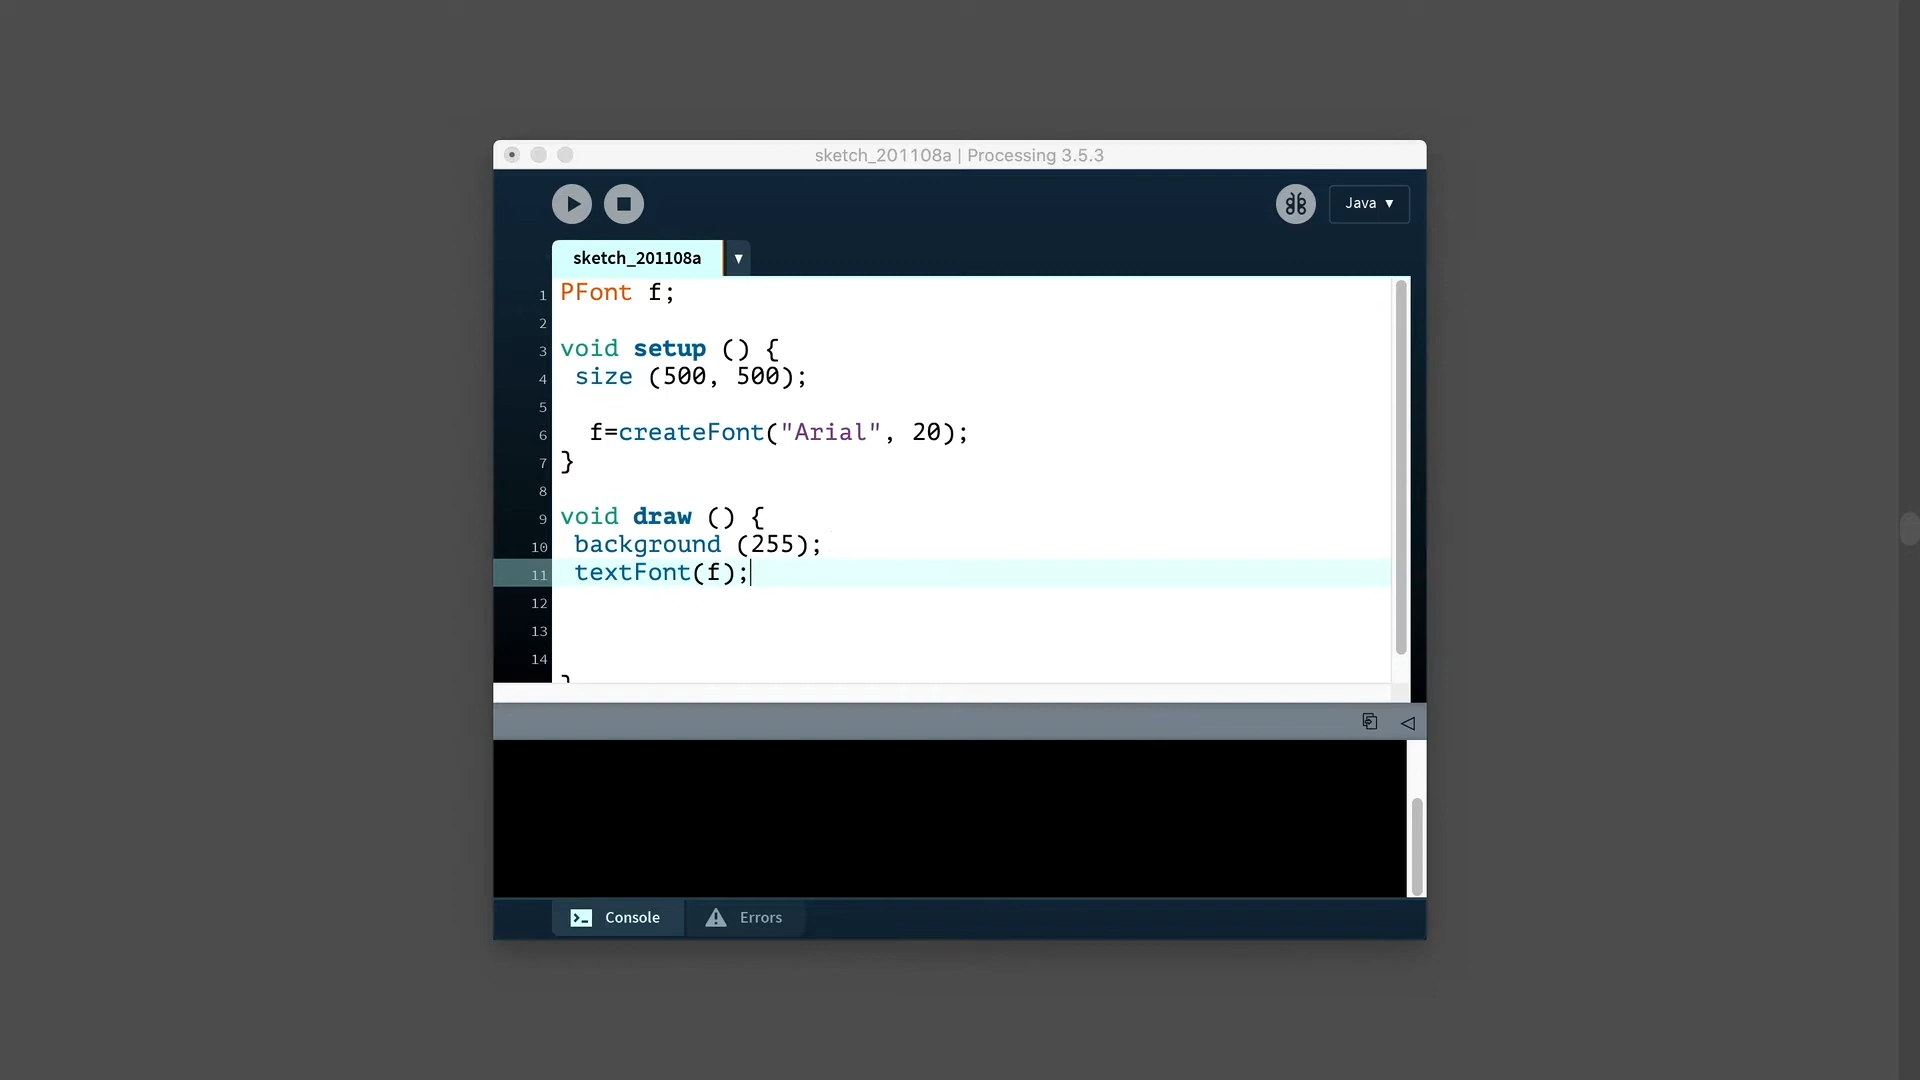 sketch_201108a | Processing 3.5.3
Java ▼
sketch_201108a ▼
1 PFont f;
2
3 void setup () {
4 size (500, 500);
5
6 f=createFont("Arial", 20);
7 }
8
9 void draw () {
10 background (255);
11 textFont(f);
12
13
14
}
Console
Errors